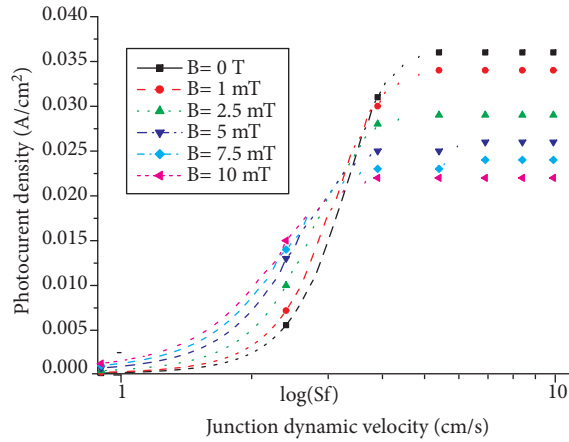 0.040
0.035
0.030
0.025
0.020
0.015
0.010
0.005
0.000
Photocurent density (A/cm²)
B= 0 T
B= 1 mT
B= 2.5 mT
B= 5 mT
B= 7.5 mT
B= 10 mT
1
log(Sf)
10
Junction dynamic velocity (cm/s)